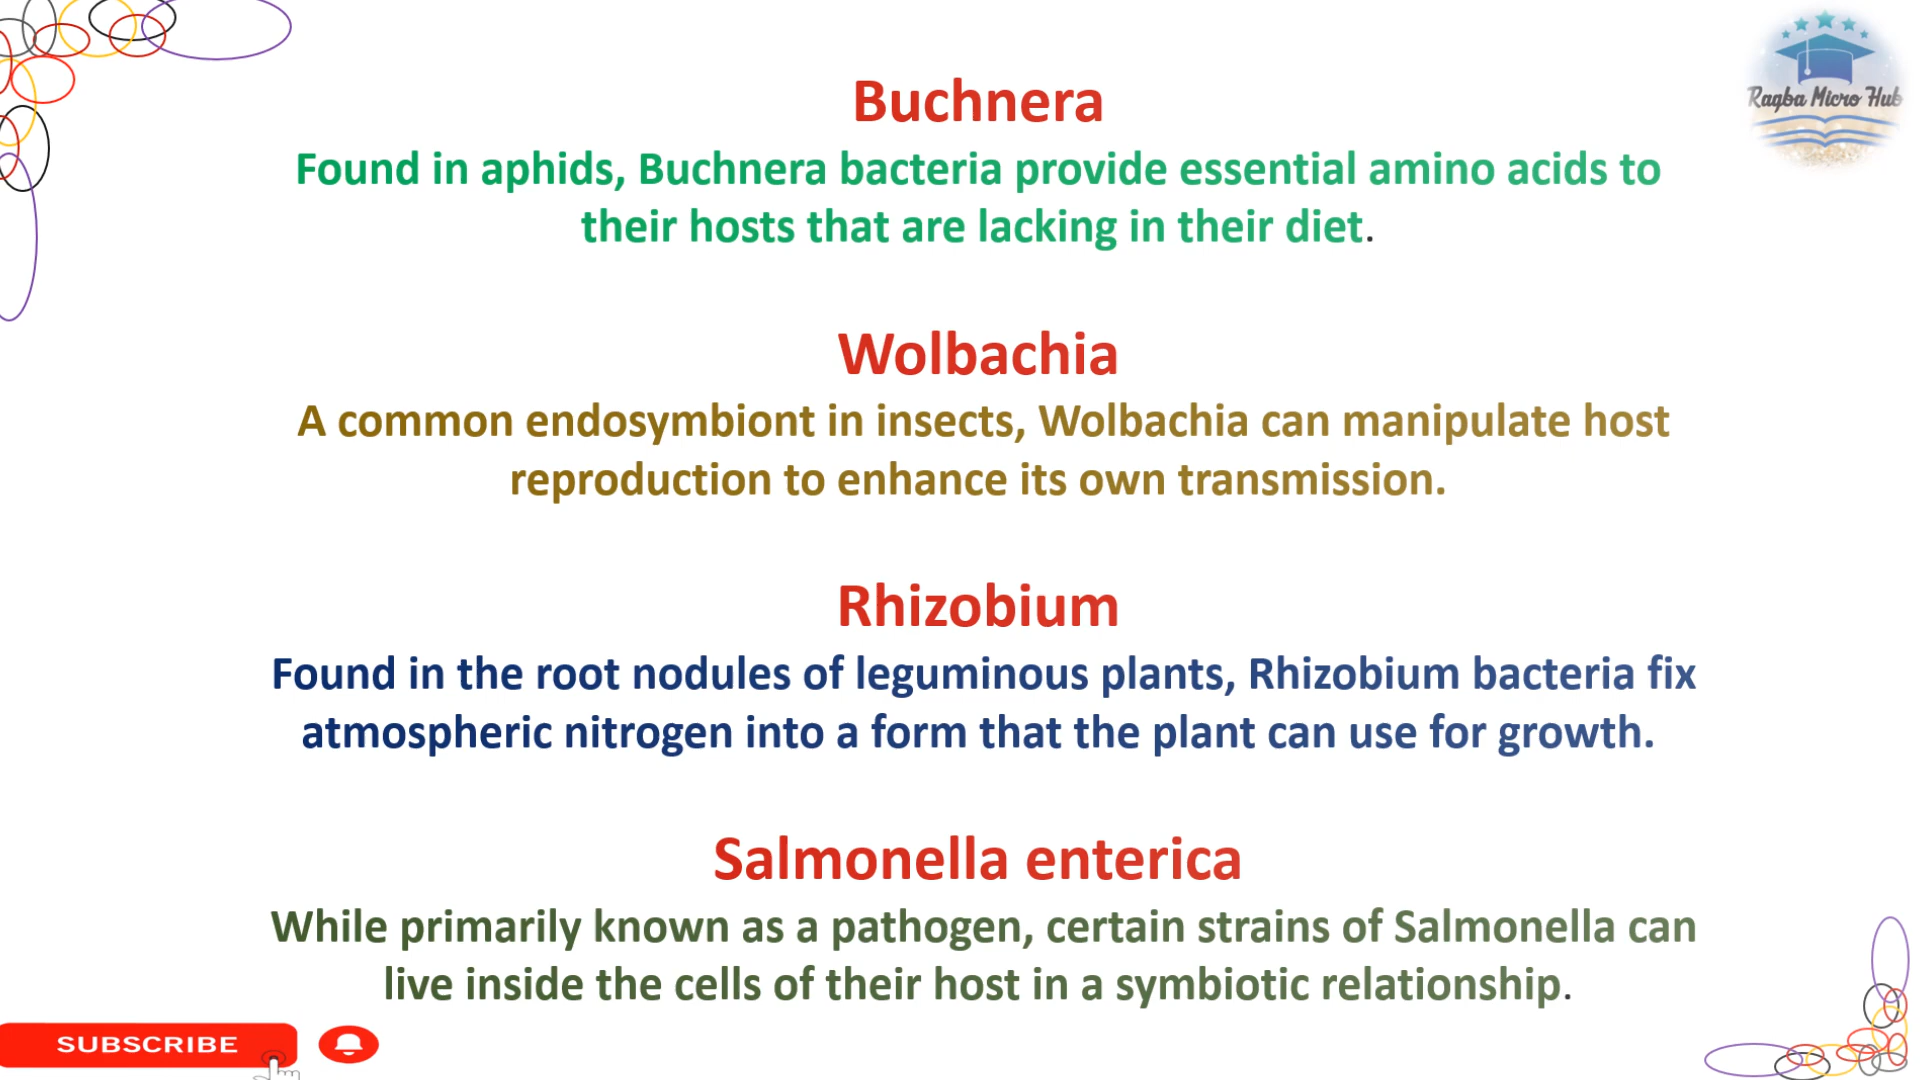 Ragba Micro Hub
Buchnera
Found in aphids, Buchnera bacteria provide essential amino acids to
their hosts that are lacking in their diet.
Wolbachia
A common endosymbiont in insects, Wolbachia can manipulate host
reproduction to enhance its own transmission.
Rhizobium
Found in the root nodules of leguminous plants, Rhizobium bacteria fix
atmospheric nitrogen into a form that the plant can use for growth.
Salmonella enterica
While primarily known as a pathogen, certain strains of Salmonella can
live inside the cells of their host in a symbiotic relationship.
SUBSCRIBE